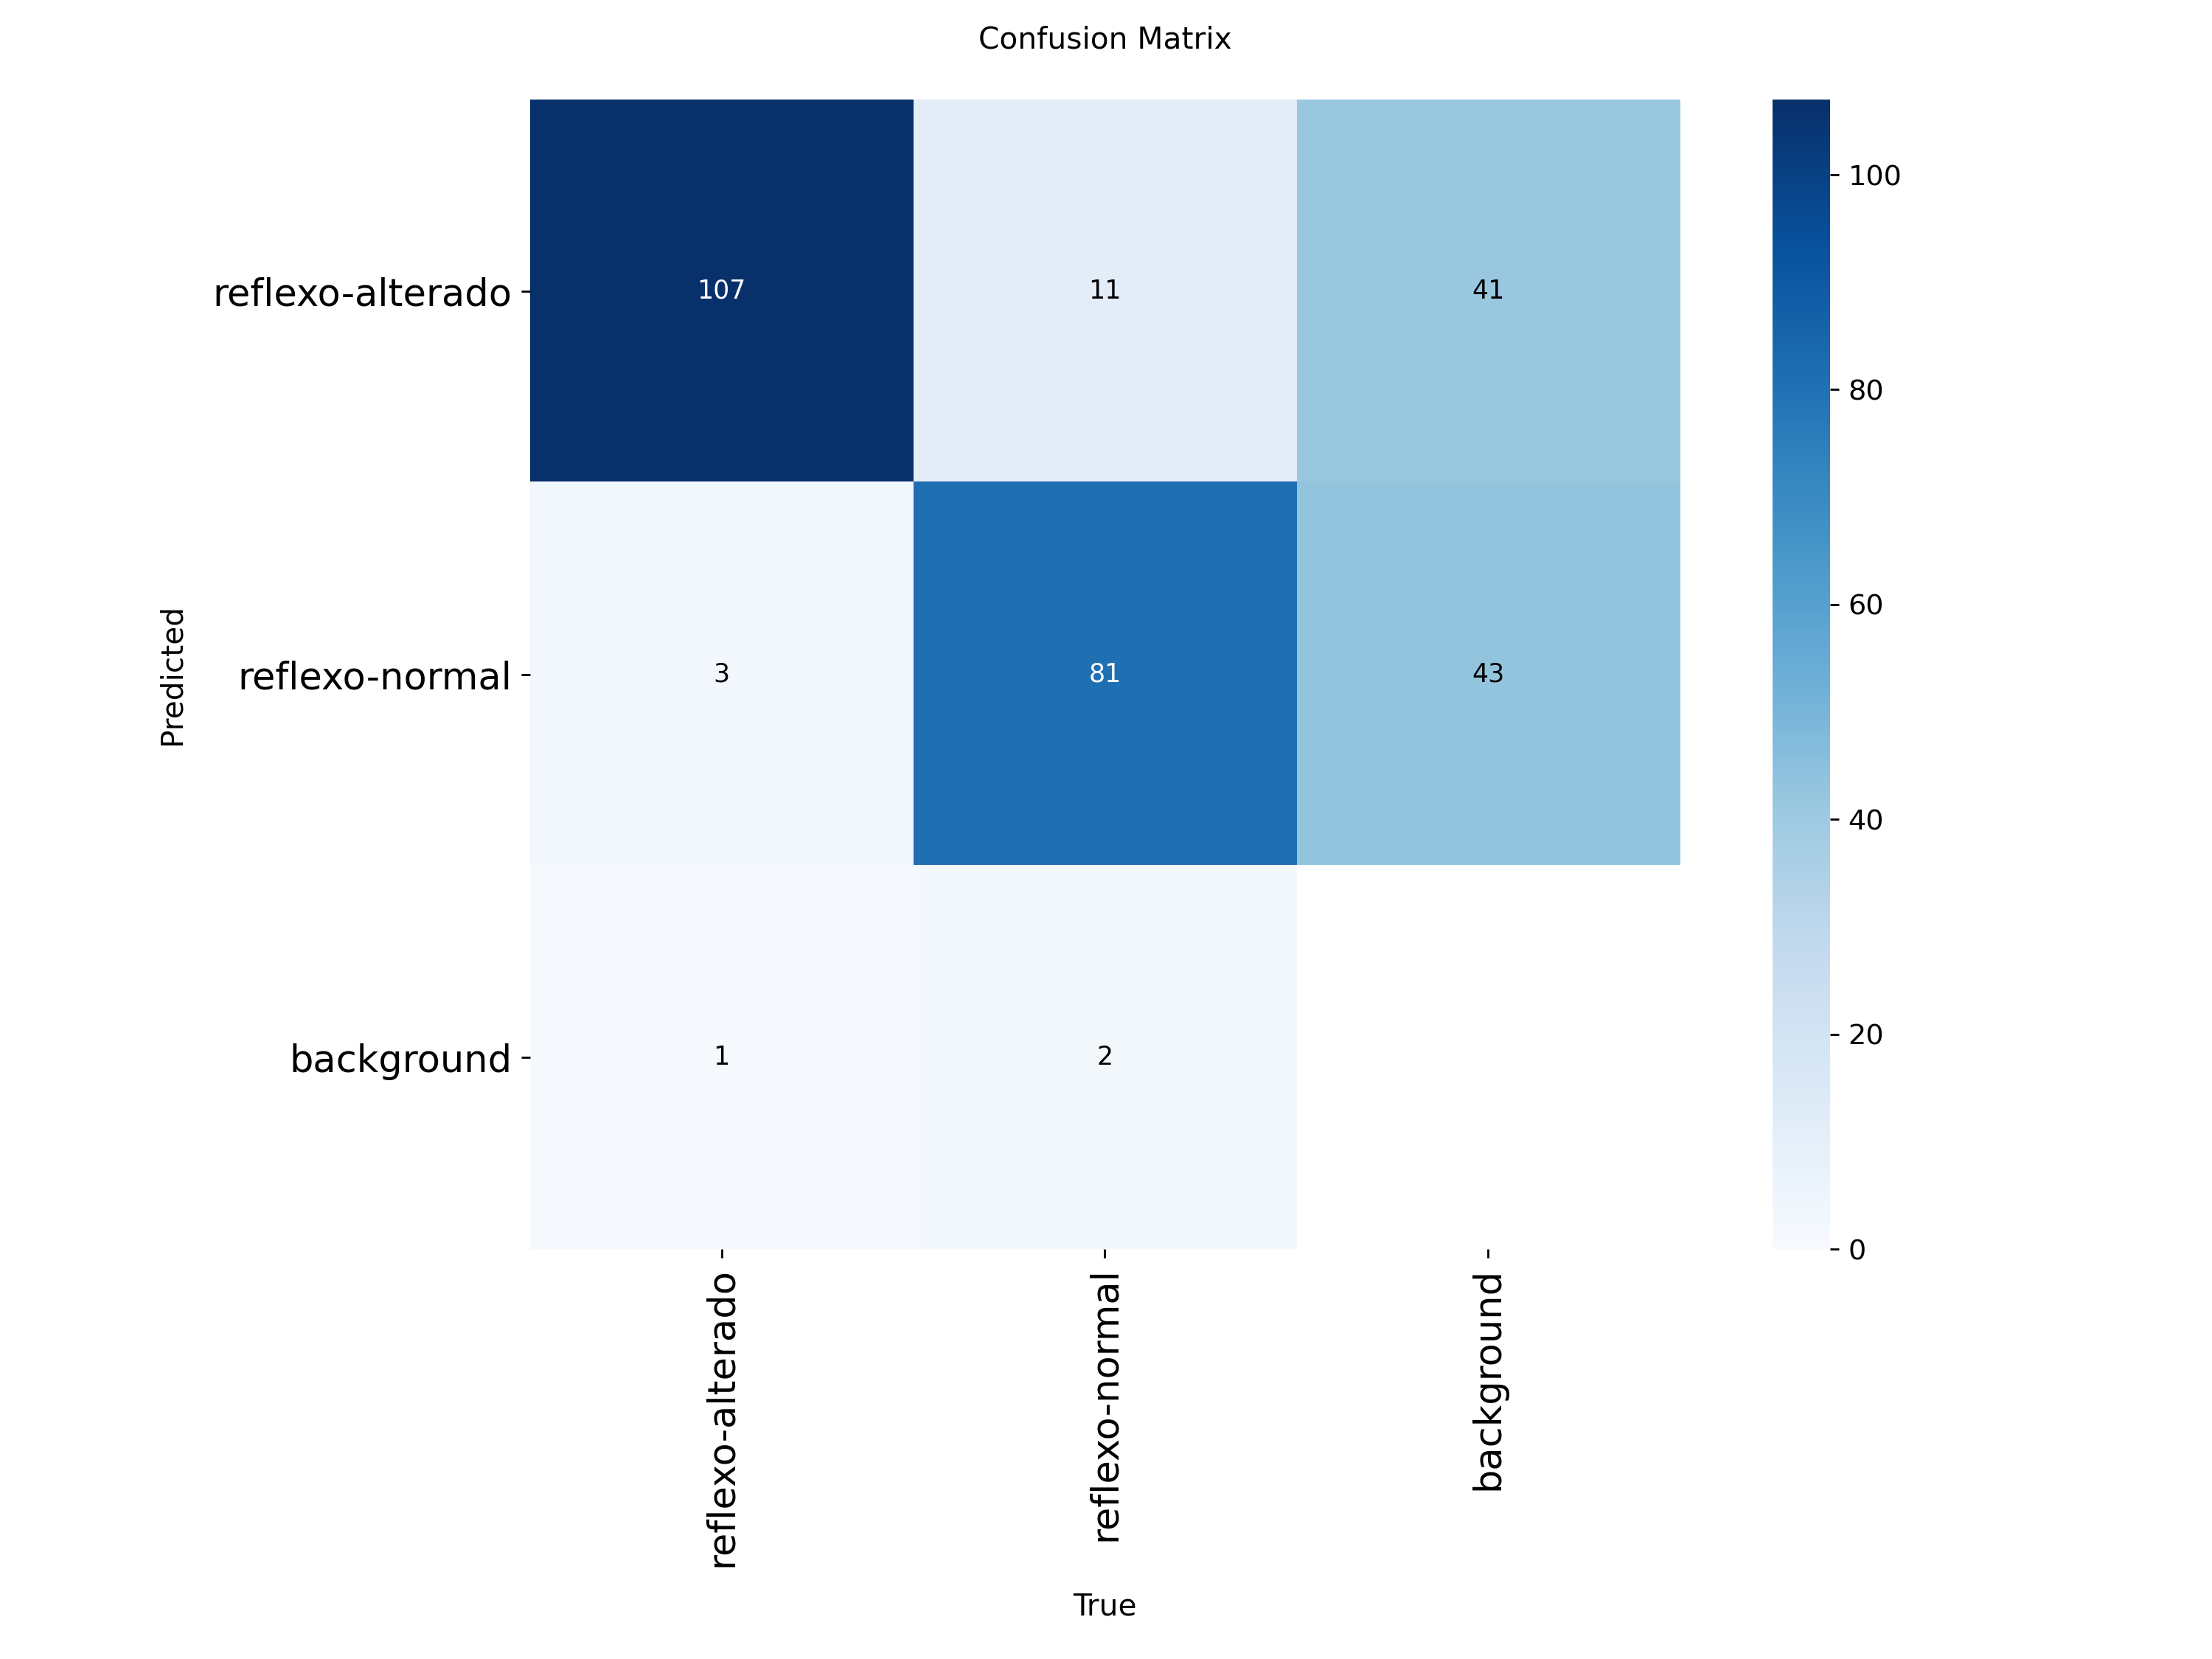 Confusion Matrix
reflexo-alterado
107
11
41
reflexo-normal
3
81
43
background
1
2
Predicted
reflexo-alterado
reflexo-normal
background
True
100
80
60
40
20
0